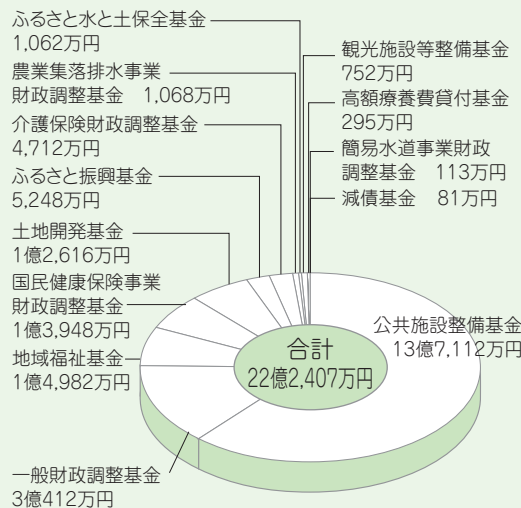 ふるさと水と土保全基金
1,062万円
農業集落排水事業
財政調整基金　1,068万円
介護保険財政調整基金
4,712万円
ふるさと振興基金
5,248万円
土地開発基金
1億2,616万円
国民健康保険事業
財政調整基金
1億3,948万円
地域福祉基金
1億4,982万円
一般財政調整基金
3億412万円
観光施設等整備基金
752万円
高額療養費貸付基金
295万円
簡易水道事業財政
調整基金　113万円
減債基金　81万円
公共施設整備基金
13億7,112万円
合計
22億2,407万円